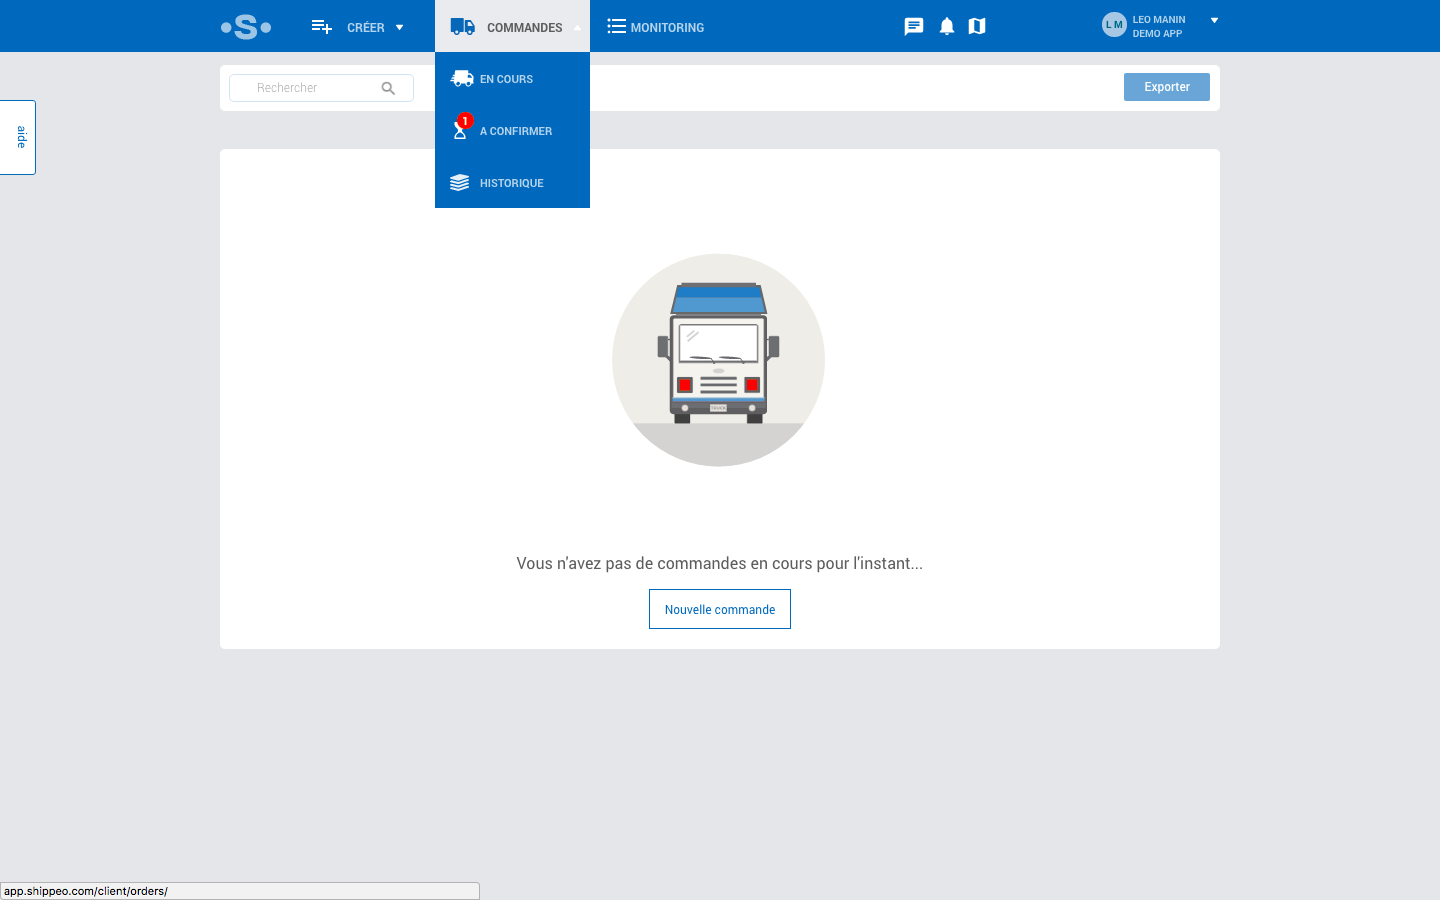 •S•
CRÉER
COMMANDES
MONITORING
L M
LEO MANIN
DEMO APP
EN COURS
Rechercher
Exporter
1
A CONFIRMER
aide
HISTORIQUE
Vous n'avez pas de commandes en cours pour l'instant...
Nouvelle commande
app.shippeo.com/client/orders/